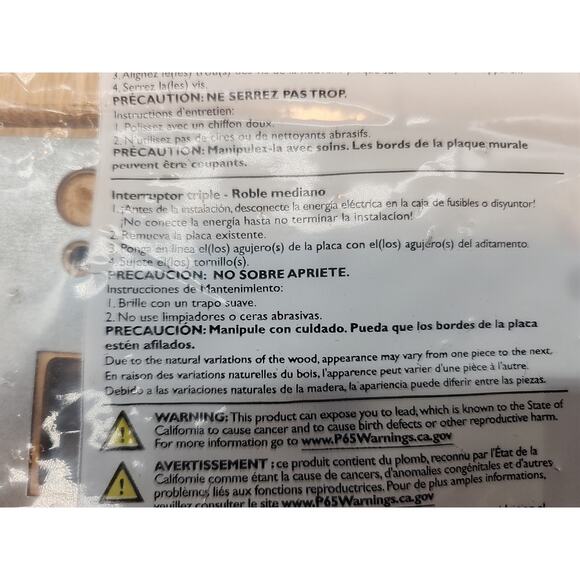 3. Alignez le(les) trou(s) des
4. Serrez la(les) vis.
PRÉCAUTION: NE SERREZ PAS TROP.
Instructions d'entretien:
1. Polissez avec un chiffon doux.
2. N'utilisez pas de cires ou de nettoyants abrasifs.
PRÉCAUTION: Manipulez-la avec soins. Les bords de la plaque murale
peuvent être coupants.
Interruptor triple - Roble mediano
1. ¡Antes de la instalación, desconecte la energía eléctrica en la caja de fusibles o disyuntor!
¡No conecte la energía hasta no terminar la instalacion!
2. Remueva la placa existente.
3. Ponga en linea el(los) agujero(s) de la placa con el(los) agujero(s) del aditamento.
4. Sujete el(los) tornillo(s).
PRECAUCIÓN: NO SOBRE APRIETE.
Instrucciones de Mantenimiento:
1. Brille con un trapo suave.
2. No use limpiadores o ceras abrasivas.
PRECAUCIÓN: Manipule con cuidado. Pueda que los bordes de la placa
estén afilados.
Due to the natural variations of the wood, appearance may vary from one piece to the next.
En raison des variations naturelles du bois, l'apparence peut varier d'une pièce à l'autre.
Debido a las variaciones naturales de la madera, la apariencia puede diferir entre las piezas.
WARNING: This product can expose you to lead, which is known to the State of
California to cause cancer and to cause birth defects or other reproductive harm.
For more information go to www.P65Warnings.ca.gov
AVERTISSEMENT : ce produit contient du plomb, reconnu par l'État de la
Californie comme étant la cause de cancers, d'anomalies congénitales et d'autres
problèmes liés aux fonctions reproductrices. Pour de plus amples informations,
veuillez consulter le site www.P65Warnings.ca.gov